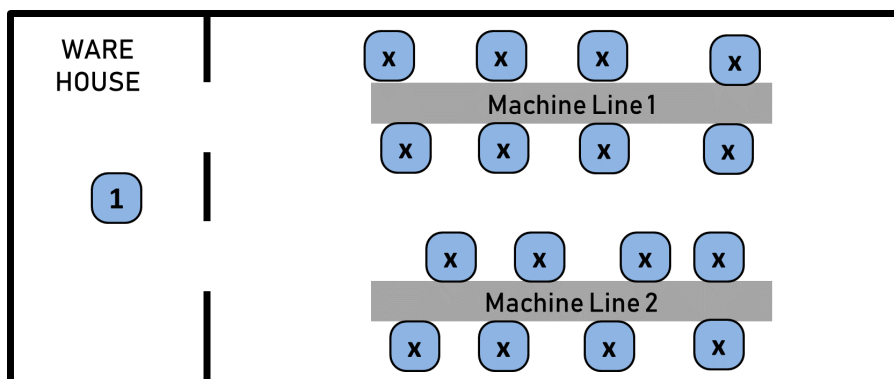 WARE
HOUSE
x x x x
Machine Line 1
x x x x
1
x x x x
Machine Line 2
x x x x